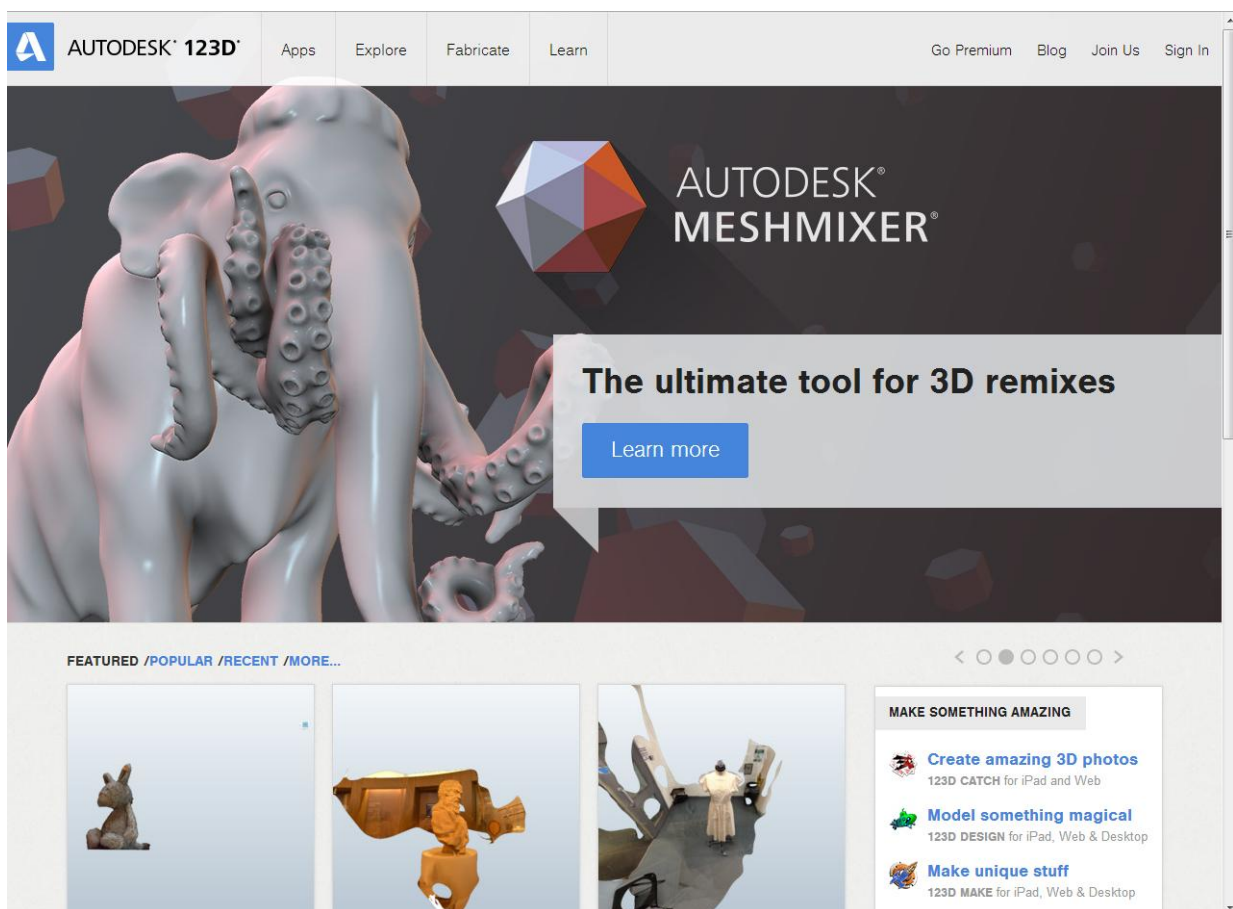 AUTODESK® 123D®
Apps
Explore
Fabricate
Learn
Go Premium
Blog
Join Us
Sign In
AUTODESK®
MESHMIXER®
The ultimate tool for 3D remixes
Learn more
FEATURED /POPULAR /RECENT /MORE...
MAKE SOMETHING AMAZING
Create amazing 3D photos
123D CATCH for iPad and Web
Model something magical
123D DESIGN for iPad, Web & Desktop
Make unique stuff
123D MAKE for iPad, Web & Desktop